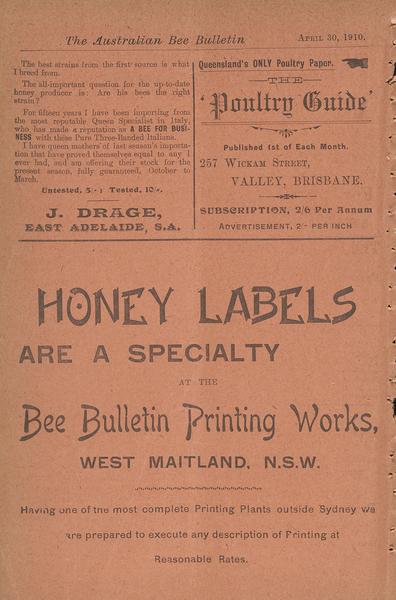 The Australian Bee Bulletin
APRIL 30, 1910.
The best strains from the first source is what
I breed from.
The all-important question for the up-to-date
honey producer is: Are his bees the right
strain?
For fifteen years I have been importing from
the most reputable Queen Specialist in Italy,
who has made a reputation as A BEE FOR BUSI-
NESS with these Pure Three-Banded Italians.
I have queen mothers of last season's importa-
tion that have proved themselves equal to any I
ever had, and am offering their stock for the
present season, fully guaranteed, October to
March.
Untested, 5/-; Tested, 10/-.
J. DRAGE,
EAST ADELAIDE, S.A.
Queensland's ONLY Poultry Paper.
THE
'Poultry Guide'
Published 1st of Each Month.
257 WICKAM STREET,
VALLEY, BRISBANE.
SUBSCRIPTION, 2/6 Per Annum
ADVERTISEMENT, 2/- PER INCH
HONEY LABELS
ARE A SPECIALTY
AT THE
Bee Bulletin Printing Works,
WEST MAITLAND, N.S.W.
Having one of the most complete Printing Plants outside Sydney we
are prepared to execute any description of Printing at
Reasonable Rates.